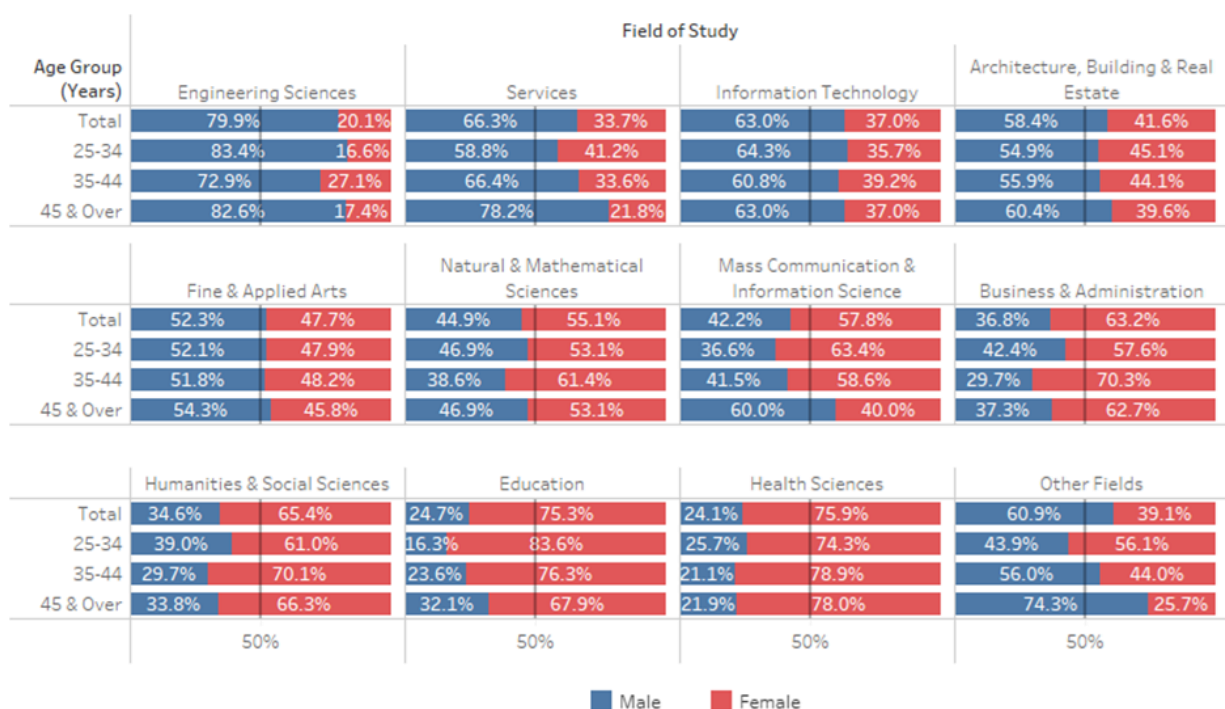 Field of Study
Age Group
(Years)
Engineering Sciences Services Information Technology Architecture, Building & Real
Estate
Total 79.9% 20.1% 66.3% 33.7% 63.0% 37.0% 58.4% 41.6%
25-34 83.4% 16.6% 58.8% 41.2% 64.3% 35.7% 54.9% 45.1%
35-44 72.9% 27.1% 66.4% 33.6% 60.8% 39.2% 55.9% 44.1%
45 & Over 82.6% 17.4% 78.2% 21.8% 63.0% 37.0% 60.4% 39.6%
Fine & Applied Arts Natural & Mathematical
Sciences Mass Communication &
Information Science Business & Administration
Total 52.3% 47.7% 44.9% 55.1% 42.2% 57.8% 36.8% 63.2%
25-34 52.1% 47.9% 46.9% 53.1% 36.6% 63.4% 42.4% 57.6%
35-44 51.8% 48.2% 38.6% 61.4% 41.5% 58.6% 29.7% 70.3%
45 & Over 54.3% 45.8% 46.9% 53.1% 60.0% 40.0% 37.3% 62.7%
Humanities & Social Sciences Education Health Sciences Other Fields
Total 34.6% 65.4% 24.7% 75.3% 24.1% 75.9% 60.9% 39.1%
25-34 39.0% 61.0% 16.3% 83.6% 25.7% 74.3% 43.9% 56.1%
35-44 29.7% 70.1% 23.6% 76.3% 21.1% 78.9% 56.0% 44.0%
45 & Over 33.8% 66.3% 32.1% 67.9% 21.9% 78.0% 74.3% 25.7%
50% 50% 50% 50%
Male Female